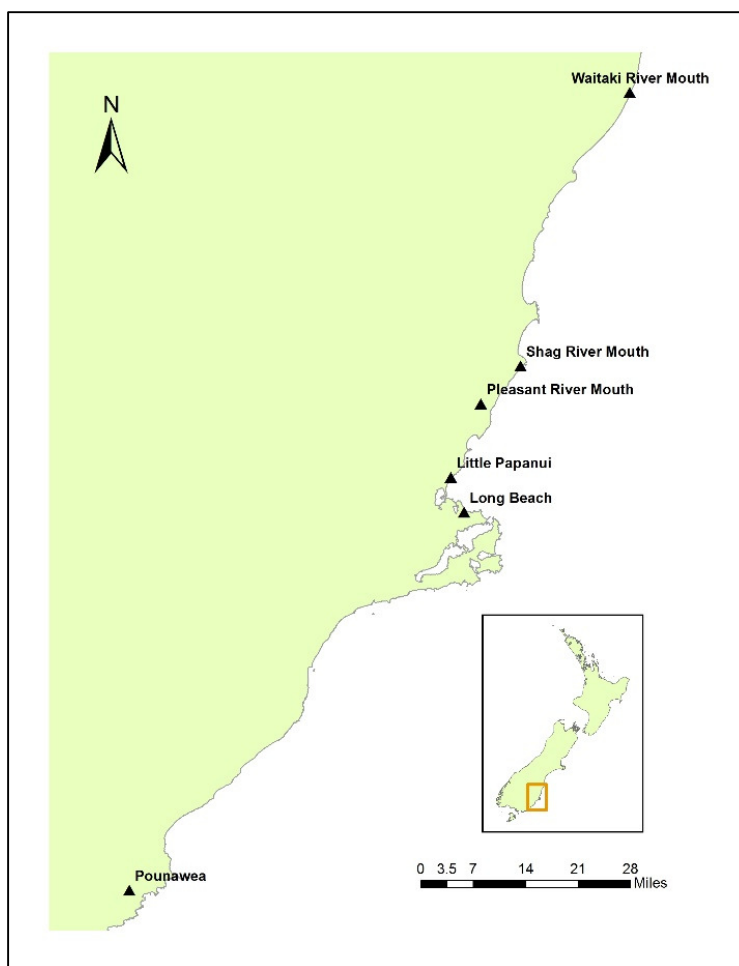 Waitaki River Mouth
N
Shag River Mouth
Pleasant River Mouth
Little Papanui
Long Beach
Pounawea
0 3.5 7 14 21 28
Miles